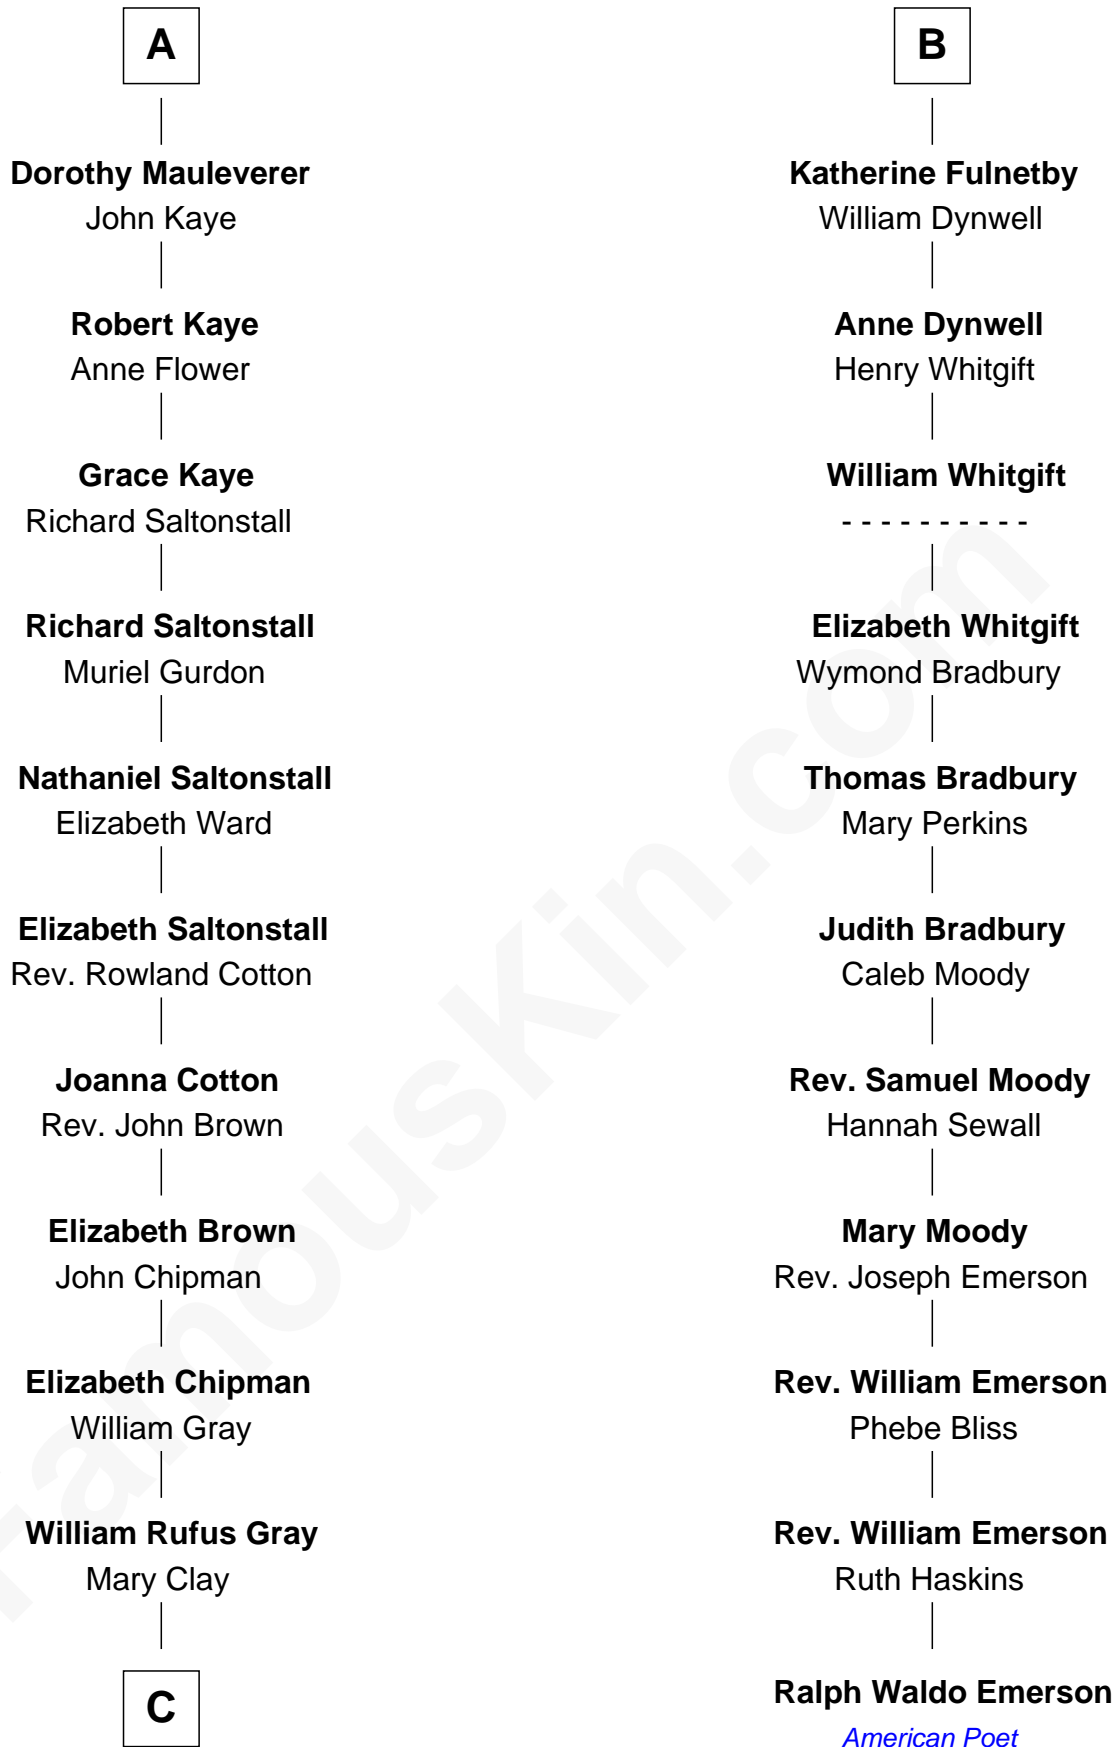 A
Dorothy Mauleverer
John Kaye
Robert Kaye
Anne Flower
Grace Kaye
Richard Saltonstall
Richard Saltonstall
Muriel Gurdon
Nathaniel Saltonstall
Elizabeth Ward
Elizabeth Saltonstall
Rev. Rowland Cotton
Joanna Cotton
Rev. John Brown
Elizabeth Brown
John Chipman
Elizabeth Chipman
William Gray
William Rufus Gray
Mary Clay
C
B
Katherine Fulnetby
William Dynwell
Anne Dynwell
Henry Whitgift
William Whitgift
- - - - - - - - - -
Elizabeth Whitgift
Wymond Bradbury
Thomas Bradbury
Mary Perkins
Judith Bradbury
Caleb Moody
Rev. Samuel Moody
Hannah Sewall
Mary Moody
Rev. Joseph Emerson
Rev. William Emerson
Phebe Bliss
Rev. William Emerson
Ruth Haskins
Ralph Waldo Emerson
American Poet
FamousKin.com